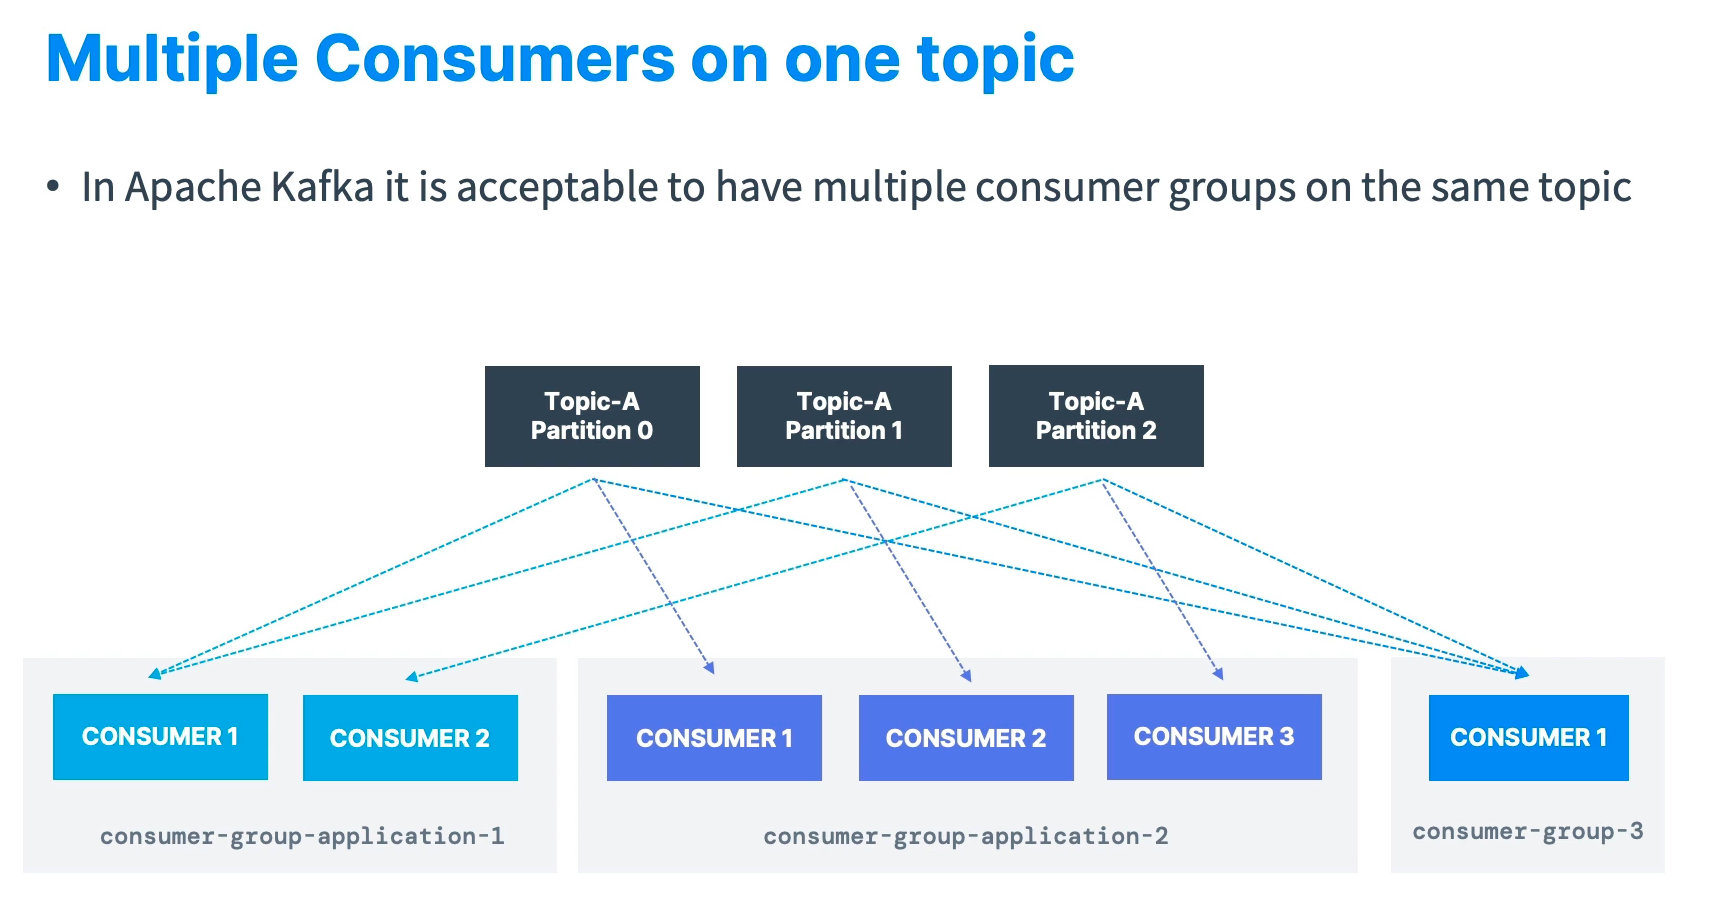 Multiple Consumers on one topic
• In Apache Kafka it is acceptable to have multiple consumer groups on the same topic
Topic-A
Partition 0
Topic-A
Partition 1
Topic-A
Partition 2
CONSUMER 1
CONSUMER 2
consumer-group-application-1
CONSUMER 1
CONSUMER 2
CONSUMER 3
consumer-group-application-2
CONSUMER 1
consumer-group-3